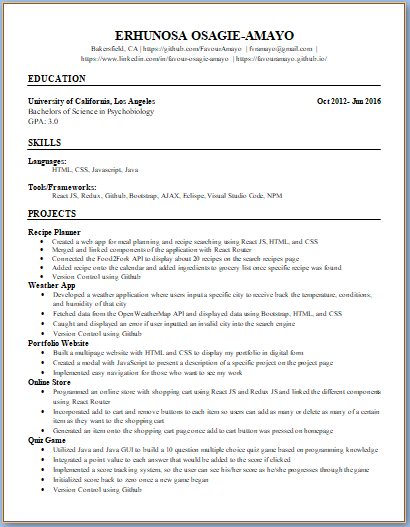 ERHUNOSA OSAGIE-AMAYO
Bakersfield, CA | https://github.com/FavourAmayo | fvramayo@gmail.com |
https://www.linkedin.com/in/favour-osagie-amayo | https://favouramayo.github.io/
EDUCATION
University of California, Los Angeles Oct 2012- Jun 2016
Bachelors of Science in Psychobiology
GPA: 3.0
SKILLS
Languages:
HTML, CSS, Javascript, Java
Tools/Frameworks:
React JS, Redux, Github, Bootstrap, AJAX, Eclispe, Visual Studio Code, NPM
PROJECTS
Recipe Planner
• Created a web app for meal planning and recipe searching using React JS, HTML, and CSS
• Merged and linked components of the application with React Router
• Connected the Food2Fork API to display about 20 recipes on the search recipes page
• Added recipe onto the calendar and added ingredients to grocery list once specific recipe was found
• Version Control using Github
Weather App
• Developed a weather application where users input a specific city to receive back the temperature, conditions,
and humidity of that city
• Fetched data from the OpenWeatherMap API and displayed data using Bootstrap, HTML, and CSS
• Caught and displayed an error if user inputted an invalid city into the search engine
• Version Control using Github
Portfolio Website
• Built a multipage website with HTML and CSS to display my portfolio in digital form
• Created a modal with JavaScript to present a description of a specific project on the project page
• Implemented easy navigation for those who want to see my work
Online Store
• Programmed an online store with shopping cart using React JS and Redux JS and linked the different components
using React Router
• Incorporated add to cart and remove buttons to each item so users can add as many or delete as many of a certain
item as they want to the shopping cart
• Generated an item onto the shopping cart page once add to cart button was pressed on homepage
Quiz Game
• Utilized Java and Java GUI to build a 10 question multiple choice quiz game based on programming knowledge
• Integrated a point to each answer that would be added to the score if clicked
• Implemented a score tracking system, so the user can see his/her score as he/she progresses through the game
• Initialized score back to zero once a new game began
• Version Control using Github